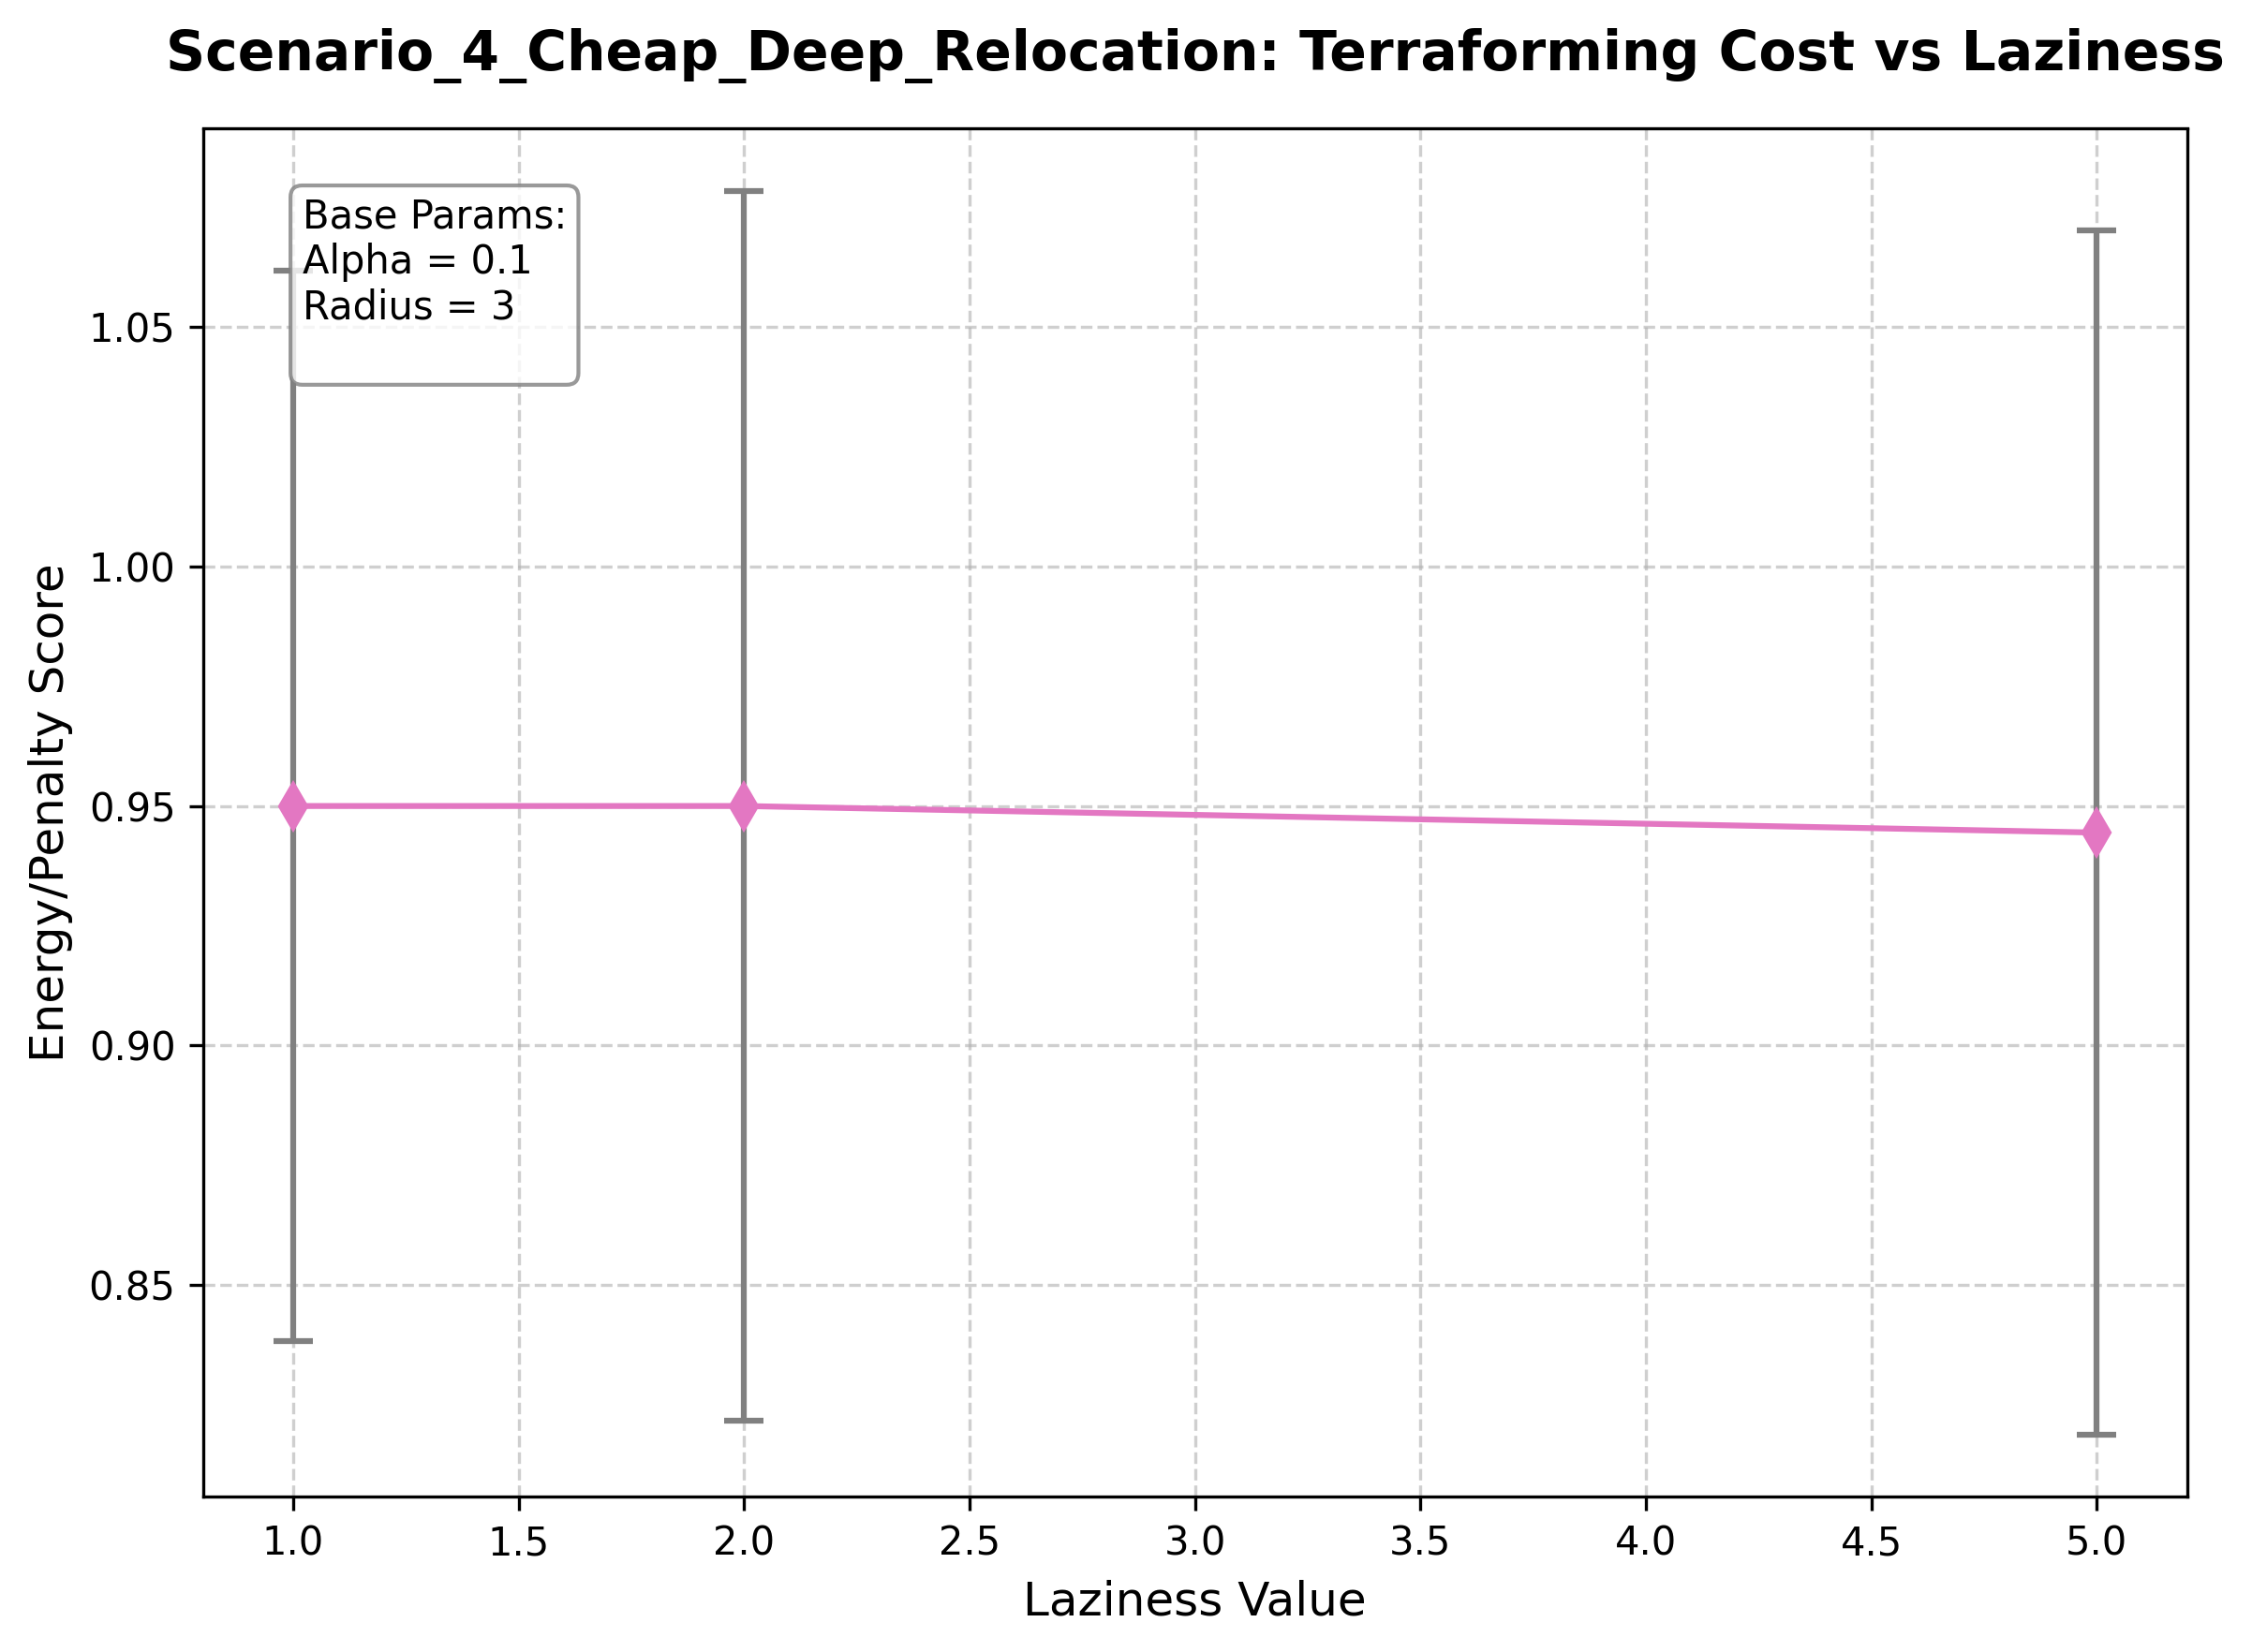 Scenario_4_Cheap_Deep_Relocation: Terraforming Cost vs Laziness
Base Params:
Alpha = 0.1
Radius = 3
Energy/Penalty Score
1.05
1.00
0.95
0.90
0.85
1.0 1.5 2.0 2.5 3.0 3.5 4.0 4.5 5.0
Laziness Value